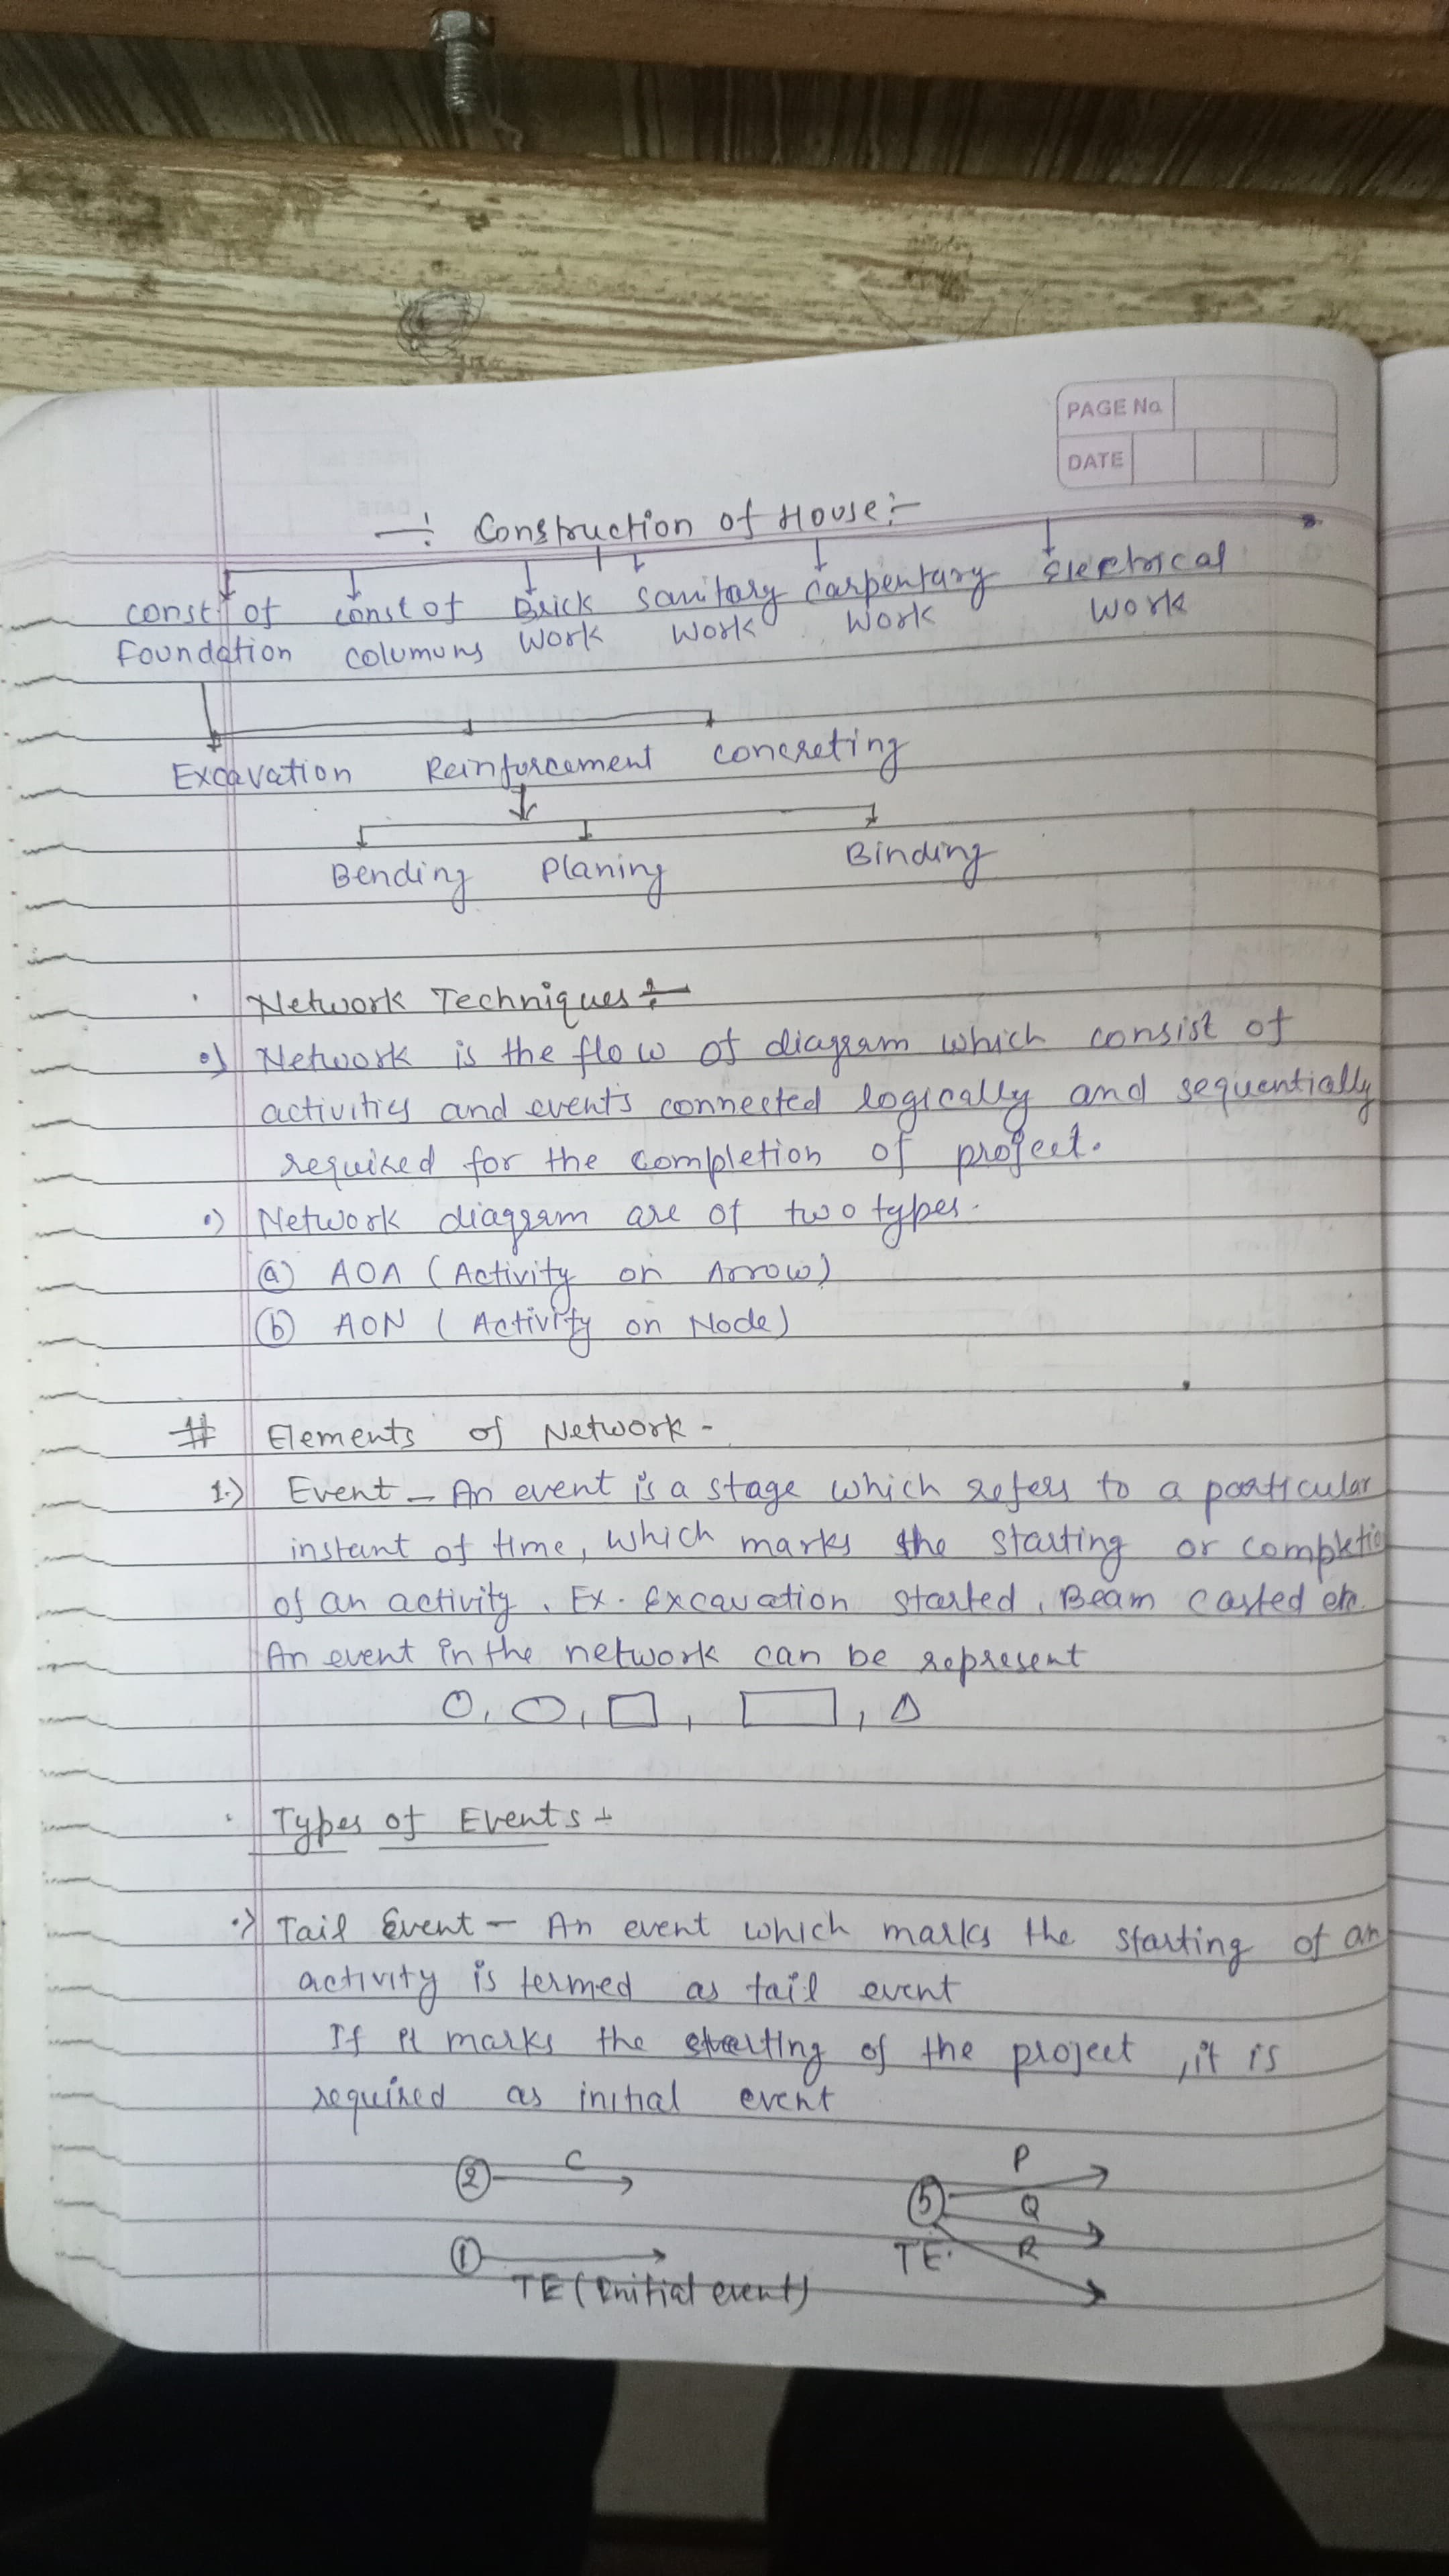 PAGE No.
DATE
Construction of House:-
const. of const of Brick Sanitary Carpentary Electrical
foundation columuns Work Work Work Work
Excavation Reinforcement concreting
Bending Planing Binding
Network Techniques ÷
•) Network is the flow of diagram which consist of
activities and events connected logically and sequentially
required for the completion of project.
•) Network diagram are of two types.
(a) AOA (Activity on Arrow)
(b) AON (Activity on Node)
# Elements of Network -
1.) Event - An event is a stage which refers to a particular
instant of time, which marks the starting or completio
of an activity. Ex. Excavation started, Beam casted etc.
An event in the network can be represent
Types of Events -
•) Tail Event - An event which marks the starting of an
activity is termed as tail event
If it marks the starting of the project, it is
required as initial event
2 C
P
5 Q
1
TE. R
TE (Initial event)